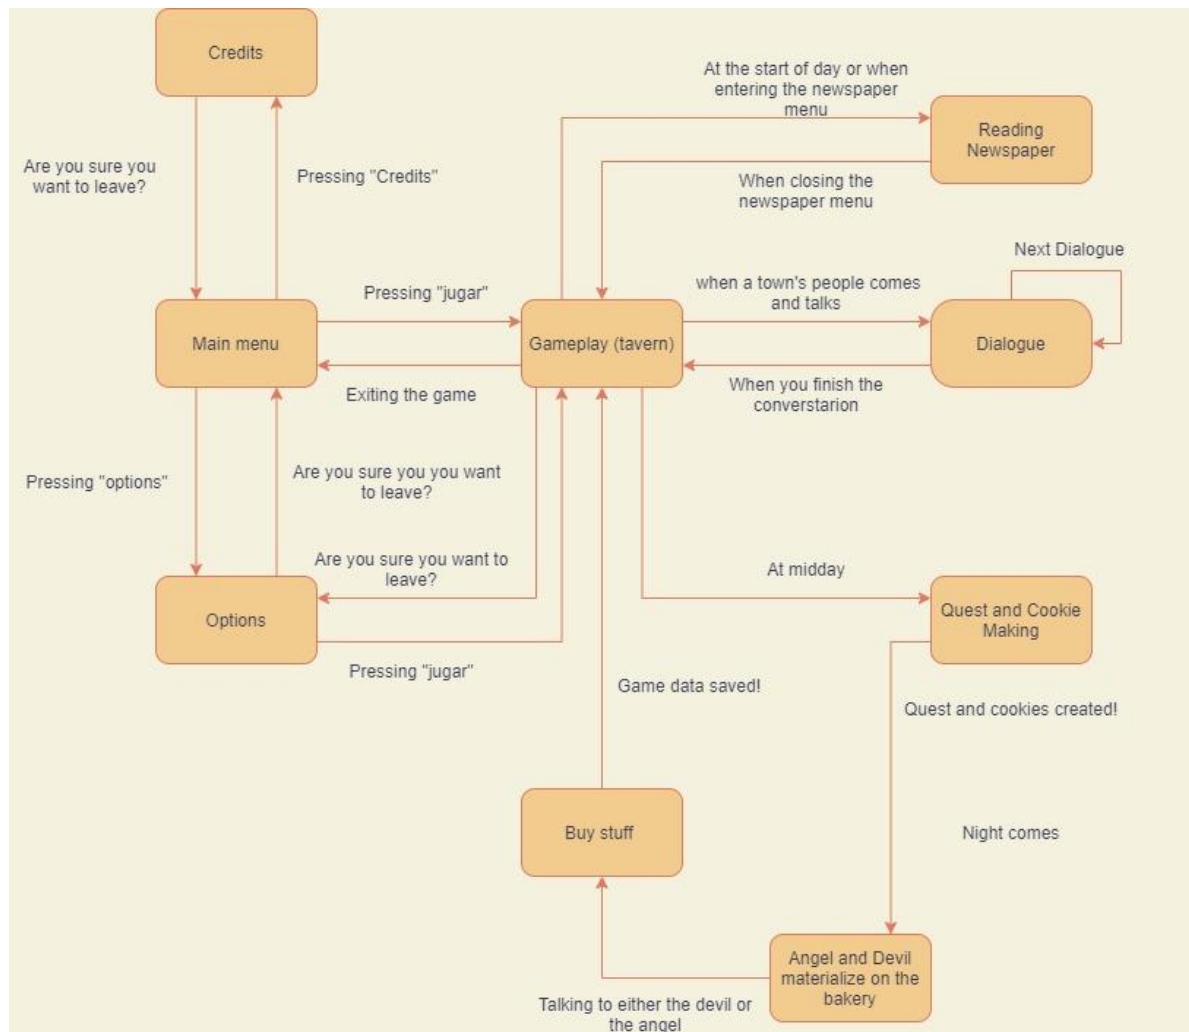 Credits
At the start of day or when
entering the newspaper
menu
Reading
Newspaper
Are you sure you
want to leave?
Pressing "Credits"
When closing the
newspaper menu
Next Dialogue
when a town's people comes
and talks
Pressing "jugar"
Main menu
Gameplay (tavern)
Dialogue
Exiting the game
When you finish the
converstarion
Pressing "options"
Are you sure you you want
to leave?
Are you sure you want to
leave?
At midday
Options
Quest and Cookie
Making
Pressing "jugar"
Game data saved!
Quest and cookies created!
Buy stuff
Night comes
Angel and Devil
materialize on the
bakery
Talking to either the devil or
the angel